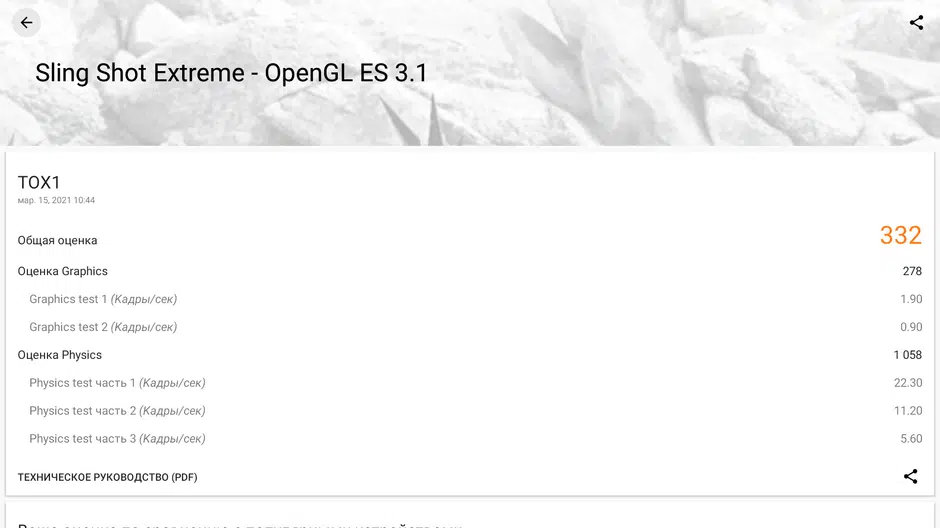 Sling Shot Extreme - OpenGL ES 3.1
TOX1
мар. 15, 2021 10:44
Общая оценка 332
Оценка Graphics 278
Graphics test 1 (Кадры/сек) 1.90
Graphics test 2 (Кадры/сек) 0.90
Оценка Physics 1 058
Physics test часть 1 (Кадры/сек) 22.30
Physics test часть 2 (Кадры/сек) 11.20
Physics test часть 3 (Кадры/сек) 5.60
ТЕХНИЧЕСКОЕ РУКОВОДСТВО (PDF)